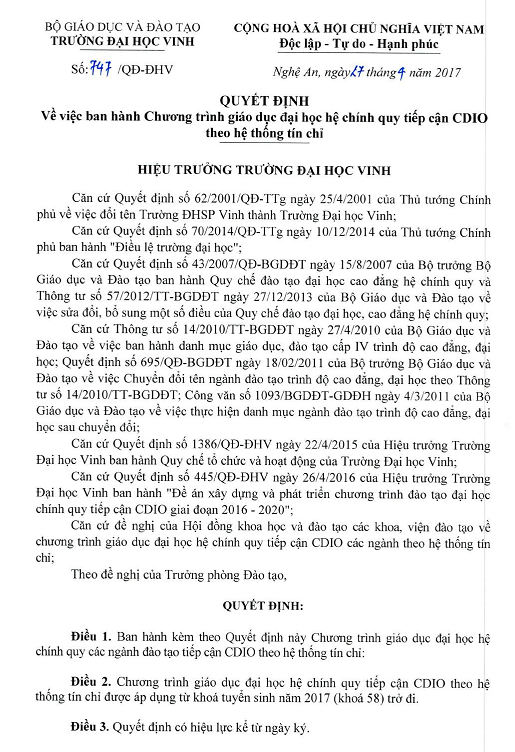 BỘ GIÁO DỤC VÀ ĐÀO TẠO
TRƯỜNG ĐẠI HỌC VINH
CỘNG HOÀ XÃ HỘI CHỦ NGHĨA VIỆT NAM
Độc lập - Tự do - Hạnh phúc
Số: 747 /QĐ-ĐHV
Nghệ An, ngày 27 tháng 4 năm 2017
QUYẾT ĐỊNH
Về việc ban hành Chương trình giáo dục đại học hệ chính quy tiếp cận CDIO
theo hệ thống tín chỉ
HIỆU TRƯỞNG TRƯỜNG ĐẠI HỌC VINH
Căn cứ Quyết định số 62/2001/QĐ-TTg ngày 25/4/2001 của Thủ tướng Chính
phủ về việc đổi tên Trường ĐHSP Vinh thành Trường Đại học Vinh;
Căn cứ Quyết định số 70/2014/QĐ-TTg ngày 10/12/2014 của Thủ tướng Chính
phủ ban hành "Điều lệ trường đại học";
Căn cứ Quyết định số 43/2007/QĐ-BGDĐT ngày 15/8/2007 của Bộ trưởng Bộ
Giáo dục và Đào tạo ban hành Quy chế đào tạo đại học cao đẳng hệ chính quy và
Thông tư số 57/2012/TT-BGDĐT ngày 27/12/2013 của Bộ Giáo dục và Đào tạo về
việc sửa đổi, bổ sung một số điều của Quy chế đào tạo đại học, cao đẳng hệ chính quy;
Căn cứ Thông tư số 14/2010/TT-BGDĐT ngày 27/4/2010 của Bộ Giáo dục và
Đào tạo về việc ban hành danh mục giáo dục, đào tạo cấp IV trình độ cao đẳng, đại
học; Quyết định số 695/QĐ-BGDĐT ngày 18/02/2011 của Bộ trưởng Bộ Giáo dục và
Đào tạo về việc Chuyển đổi tên ngành đào tạo trình độ cao đẳng, đại học theo Thông
tư số 14/2010/TT-BGDĐT; Công văn số 1093/BGDĐT-GDĐH ngày 4/3/2011 của Bộ
Giáo dục và Đào tạo về việc thực hiện danh mục ngành đào tạo trình độ cao đẳng, đại
học sau chuyển đổi;
Căn cứ Quyết định số 1386/QĐ-ĐHV ngày 22/4/2015 của Hiệu trưởng Trường
Đại học Vinh ban hành Quy chế tổ chức và hoạt động của Trường Đại học Vinh;
Căn cứ Quyết định số 445/QĐ-ĐHV ngày 26/4/2016 của Hiệu trưởng Trường
Đại học Vinh ban hành "Đề án xây dựng và phát triển chương trình đào tạo đại học
chính quy tiếp cận CDIO giai đoạn 2016 - 2020";
Căn cứ đề nghị của Hội đồng khoa học và đào tạo các khoa, viện đào tạo về
chương trình giáo dục đại học hệ chính quy tiếp cận CDIO các ngành theo hệ thống tín
chỉ;
Theo đề nghị của Trưởng phòng Đào tạo,
QUYẾT ĐỊNH:
Điều 1. Ban hành kèm theo Quyết định này Chương trình giáo dục đại học hệ
chính quy các ngành đào tạo tiếp cận CDIO theo hệ thống tín chỉ:
Điều 2. Chương trình giáo dục đại học hệ chính quy tiếp cận CDIO theo hệ
thống tín chỉ được áp dụng từ khoá tuyển sinh năm 2017 (khoá 58) trở đi.
Điều 3. Quyết định có hiệu lực kể từ ngày ký.